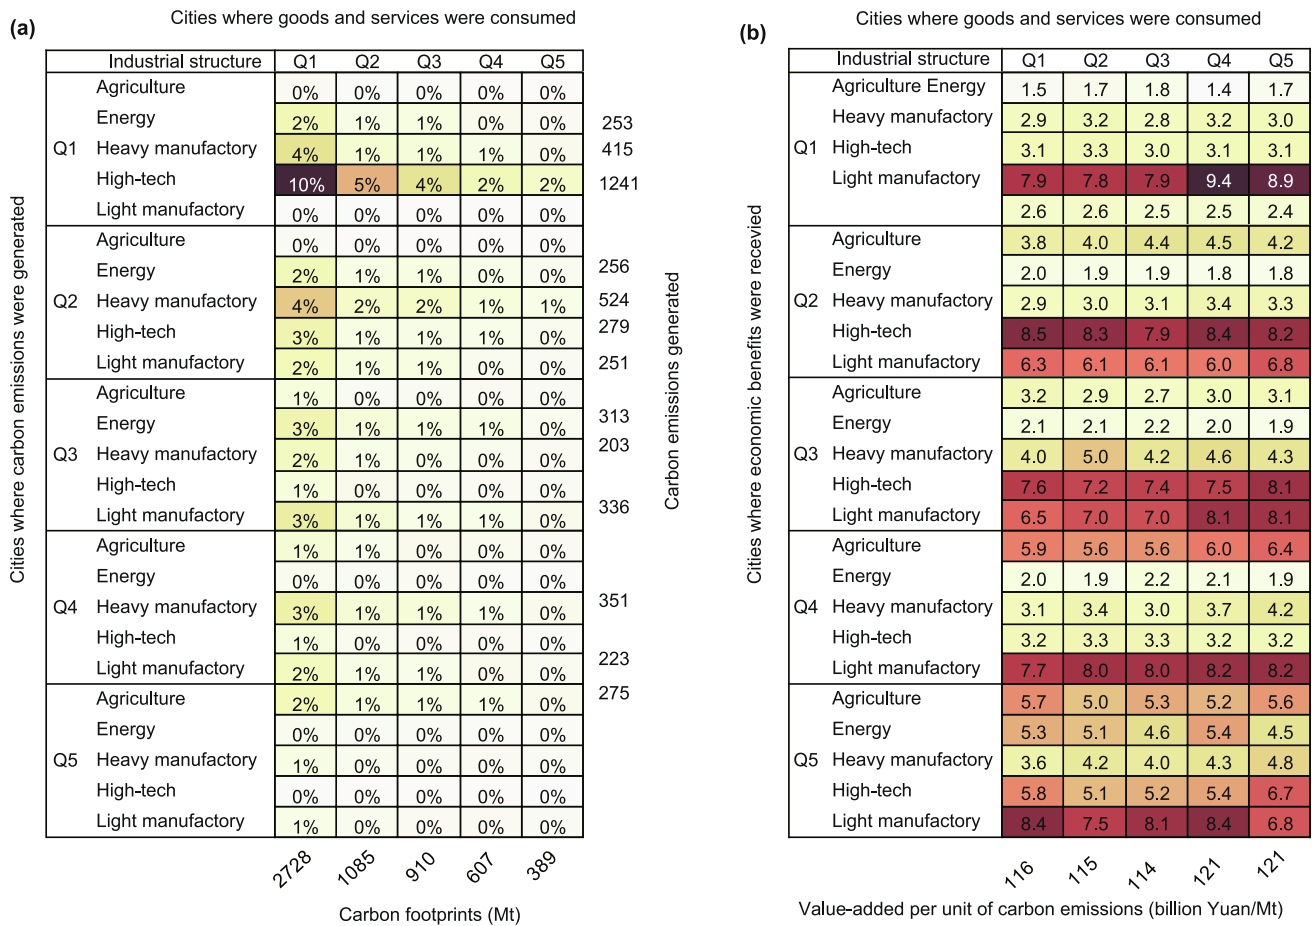 Cities where goods and services were consumed
(a)
Industrial structure Q1 Q2 Q3 Q4 Q5
Agriculture 0% 0% 0% 0% 0%
Energy 2% 1% 1% 0% 0% 253
Q1 Heavy manufactory 4% 1% 1% 1% 0% 415
High-tech 10% 5% 4% 2% 2% 1241
Light manufactory 0% 0% 0% 0% 0%
Agriculture 0% 0% 0% 0% 0%
Energy 2% 1% 1% 0% 0% 256
Q2 Heavy manufactory 4% 2% 2% 1% 1% 524
High-tech 3% 1% 1% 1% 0% 279
Light manufactory 2% 1% 1% 0% 0% 251
Agriculture 1% 0% 0% 0% 0%
Energy 3% 1% 1% 1% 0% 313
Q3 Heavy manufactory 2% 1% 0% 0% 0% 203
High-tech 1% 0% 0% 0% 0%
Light manufactory 3% 1% 1% 1% 0% 336
Agriculture 1% 1% 0% 0% 0%
Energy 0% 0% 0% 0% 0%
Q4 Heavy manufactory 3% 1% 1% 1% 0% 351
High-tech 1% 0% 0% 0% 0%
Light manufactory 2% 1% 1% 0% 0% 223
Agriculture 2% 1% 1% 1% 0% 275
Energy 0% 0% 0% 0% 0%
Q5 Heavy manufactory 1% 0% 0% 0% 0%
High-tech 0% 0% 0% 0% 0%
Light manufactory 1% 0% 0% 0% 0%
2728 1085 910 607 389
Carbon footprints (Mt)
Cities where carbon emissions were generated
Carbon emissions generated
Cities where goods and services were consumed
(b)
Industrial structure Q1 Q2 Q3 Q4 Q5
Agriculture Energy 1.5 1.7 1.8 1.4 1.7
Heavy manufactory 2.9 3.2 2.8 3.2 3.0
Q1 High-tech 3.1 3.3 3.0 3.1 3.1
Light manufactory 7.9 7.8 7.9 9.4 8.9
2.6 2.6 2.5 2.5 2.4
Agriculture 3.8 4.0 4.4 4.5 4.2
Energy 2.0 1.9 1.9 1.8 1.8
Q2 Heavy manufactory 2.9 3.0 3.1 3.4 3.3
High-tech 8.5 8.3 7.9 8.4 8.2
Light manufactory 6.3 6.1 6.1 6.0 6.8
Agriculture 3.2 2.9 2.7 3.0 3.1
Energy 2.1 2.1 2.2 2.0 1.9
Q3 Heavy manufactory 4.0 5.0 4.2 4.6 4.3
High-tech 7.6 7.2 7.4 7.5 8.1
Light manufactory 6.5 7.0 7.0 8.1 8.1
Agriculture 5.9 5.6 5.6 6.0 6.4
Energy 2.0 1.9 2.2 2.1 1.9
Q4 Heavy manufactory 3.1 3.4 3.0 3.7 4.2
High-tech 3.2 3.3 3.3 3.2 3.2
Light manufactory 7.7 8.0 8.0 8.2 8.2
Agriculture 5.7 5.0 5.3 5.2 5.6
Energy 5.3 5.1 4.6 5.4 4.5
Q5 Heavy manufactory 3.6 4.2 4.0 4.3 4.8
High-tech 5.8 5.1 5.2 5.4 6.7
Light manufactory 8.4 7.5 8.1 8.4 6.8
116 115 114 121 121
Value-added per unit of carbon emissions (billion Yuan/Mt)
Cities where economic benefits were recevied